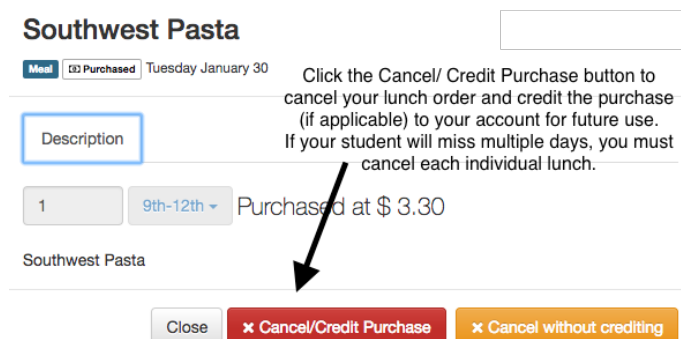 Southwest Pasta
Meal Purchased Tuesday January 30
Click the Cancel/ Credit Purchase button to
cancel your lunch order and credit the purchase
(if applicable) to your account for future use.
If your student will miss multiple days, you must
cancel each individual lunch.
Description
1 9th-12th Purchased at $ 3.30
Southwest Pasta
Close × Cancel/Credit Purchase × Cancel without crediting